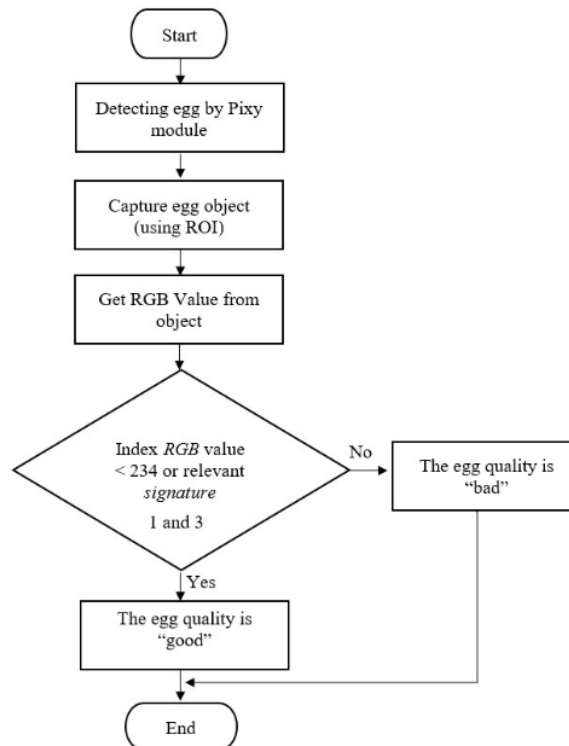 Start
Detecting egg by Pixy
module
Capture egg object
(using ROI)
Get RGB Value from
object
Index RGB value
< 234 or relevant
signature
1 and 3
No
The egg quality is
“bad”
Yes
The egg quality is
“good”
End